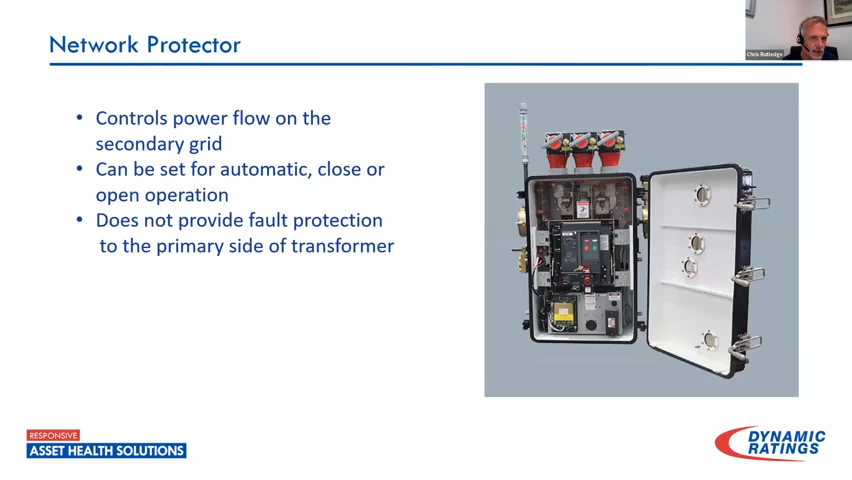 Network Protector
Chris Rutledge
• Controls power flow on the
secondary grid
• Can be set for automatic, close or
open operation
• Does not provide fault protection
to the primary side of transformer
RESPONSIVE
ASSET HEALTH SOLUTIONS
DYNAMIC
RATINGS